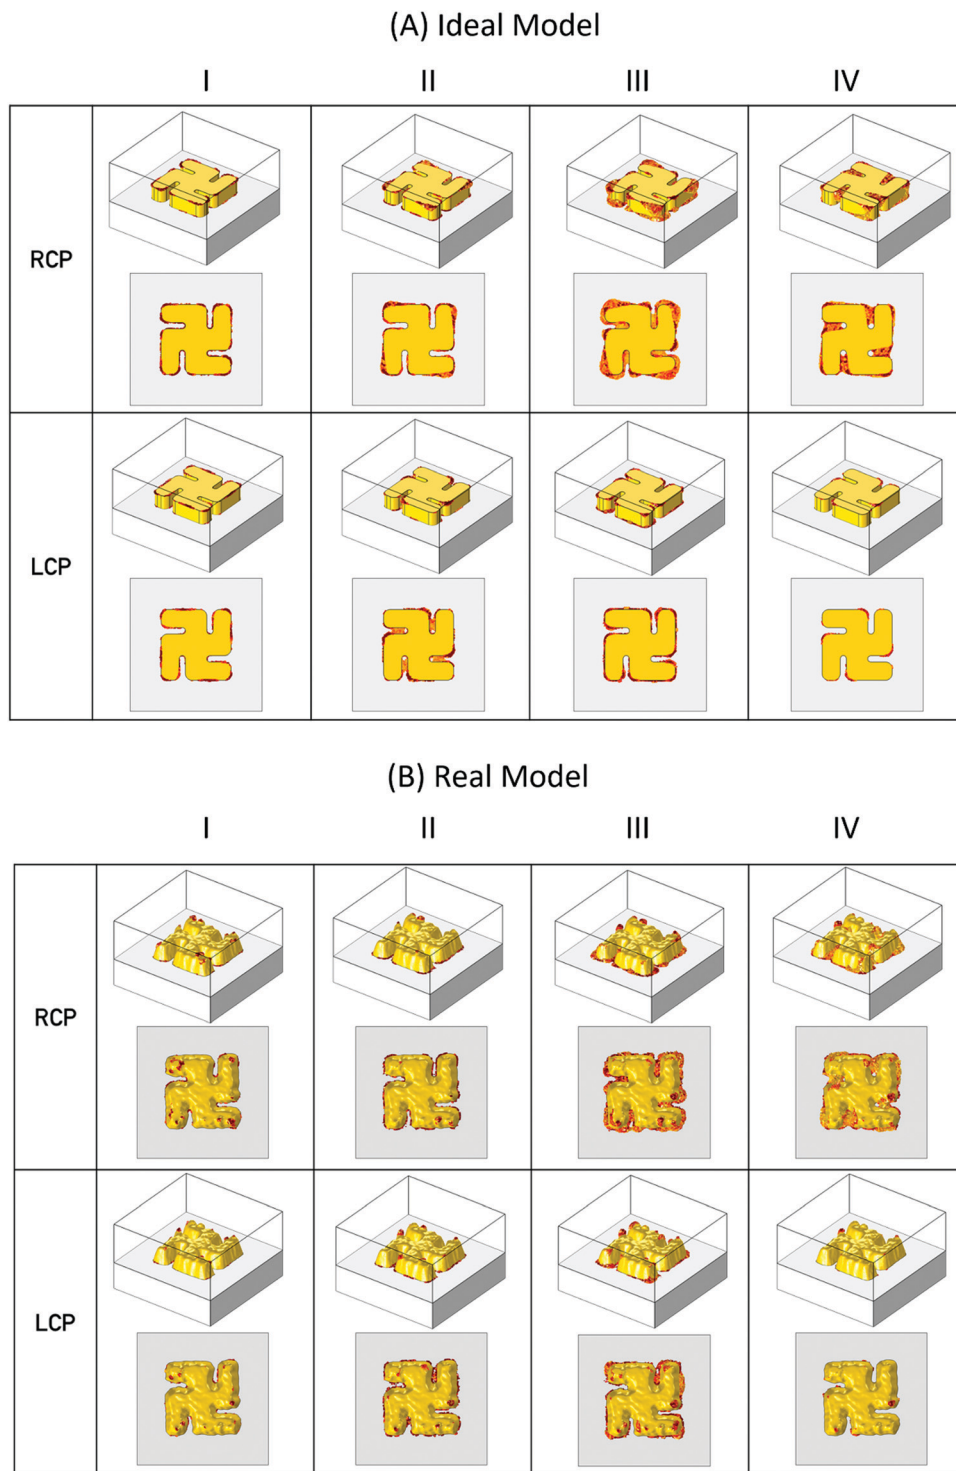 (A) Ideal Model
I II III IV
RCP
LCP
(B) Real Model
I II III IV
RCP
LCP